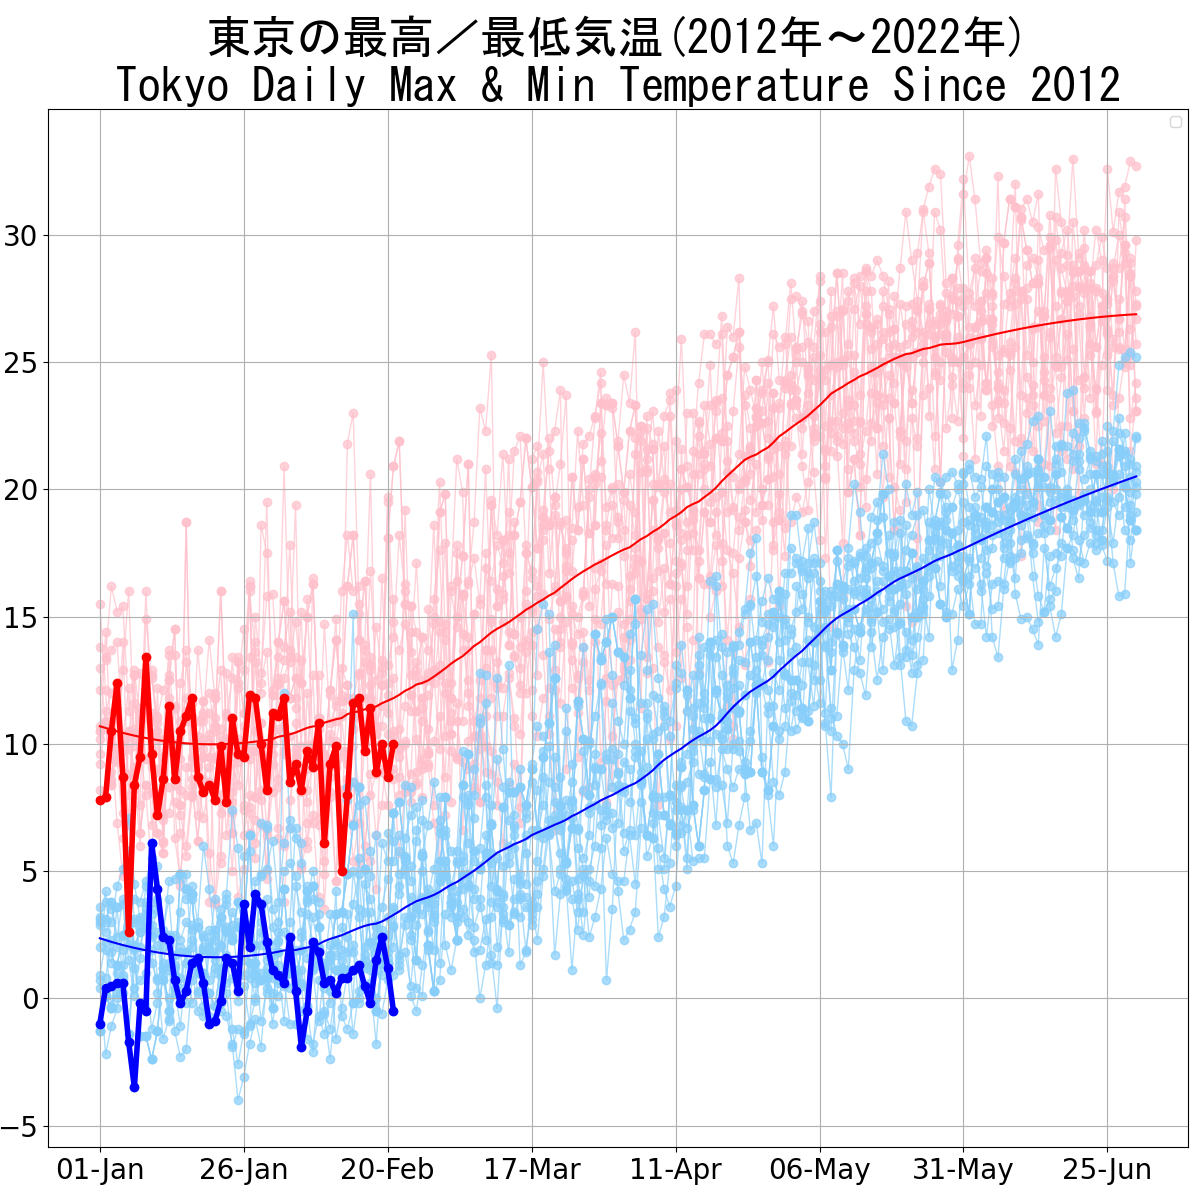 東京の最高／最低気温(2012年～2022年)
Tokyo Daily Max & Min Temperature Since 2012
30
25
20
15
10
5
0
−5
01-Jan 26-Jan 20-Feb 17-Mar 11-Apr 06-May 31-May 25-Jun